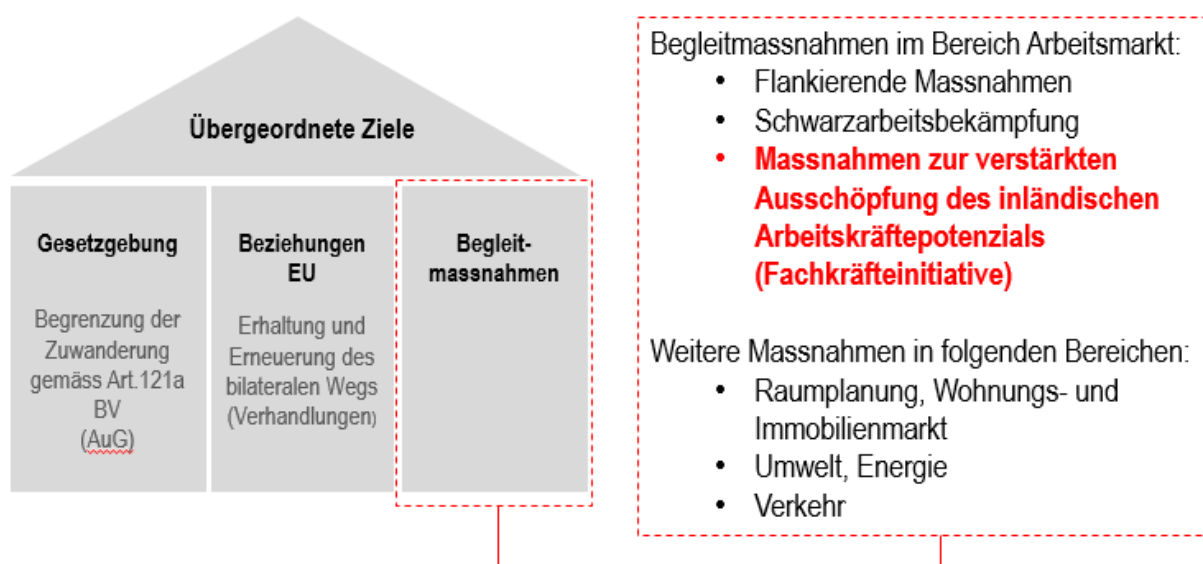 Übergeordnete Ziele
Gesetzgebung
Begrenzung der
Zuwanderung
gemäss Art.121a
BV
(AuG)
Beziehungen
EU
Erhaltung und
Erneuerung des
bilateralen Wegs
(Verhandlungen)
Begleit-
massnahmen
Begleitmassnahmen im Bereich Arbeitsmarkt:
• Flankierende Massnahmen
• Schwarzarbeitsbekämpfung
• Massnahmen zur verstärkten
Ausschöpfung des inländischen
Arbeitskräftepotenzials
(Fachkräfteinitiative)
Weitere Massnahmen in folgenden Bereichen:
• Raumplanung, Wohnungs- und
Immobilienmarkt
• Umwelt, Energie
• Verkehr